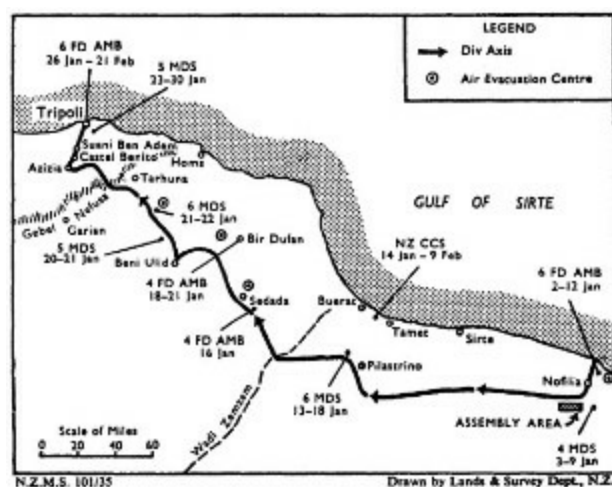 6 FD AMB
26 Jan – 21 Feb
5 MDS
23–30 Jan
LEGEND
Div Axis
Air Evacuation Centre
Tripoli
Suani Ben Adem
Castel Benito
Azizia
Homs
Tarhuna
Gebel Nefusa
Garian
6 MDS
21–22 Jan
5 MDS
20–21 Jan
Beni Ulid
Bir Dufan
GULF OF SIRTE
NZ CCS
14 Jan – 9 Feb
4 FD AMB
18–21 Jan
Sedada
Buerat
Tamet
Sirte
6 FD AMB
2–12 Jan
4 FD AMB
16 Jan
Pilastrino
Nofilia
Wadi Zemzem
6 MDS
13–18 Jan
ASSEMBLY AREA
4 MDS
3–9 Jan
Scale of Miles
0 20 40 60
N.Z.M.S. 101/35
Drawn by Lands & Survey Dept., N.Z.